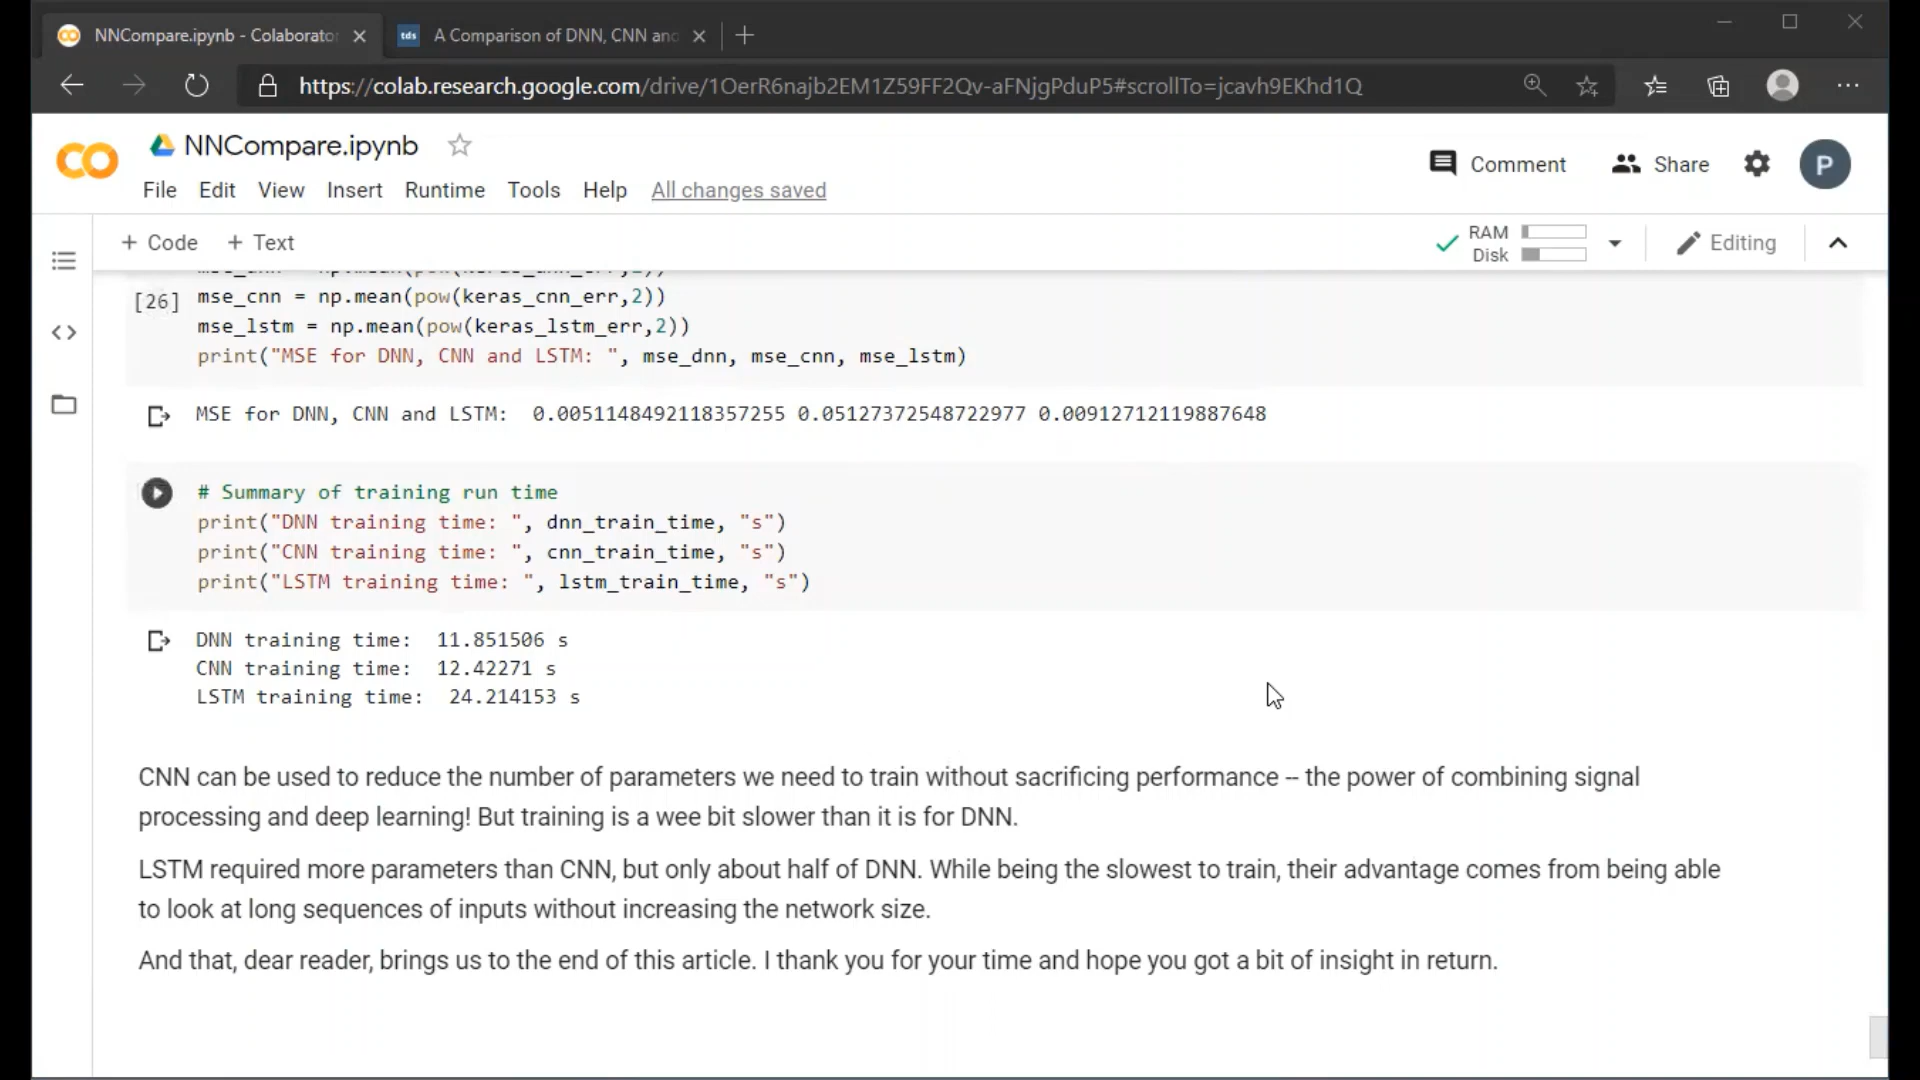 NNCompare.ipynb - Colaborato
tds A Comparison of DNN, CNN and
https://colab.research.google.com/drive/1OerR6najb2EM1Z59FF2Qv-aFNjgPduP5#scrollTo=jcavh9EKhd1Q
CO NNCompare.ipynb
Comment Share P
File Edit View Insert Runtime Tools Help All changes saved
+ Code + Text
RAM
Disk
Editing
[26] mse_cnn = np.mean(pow(keras_cnn_err,2))
mse_lstm = np.mean(pow(keras_lstm_err,2))
print("MSE for DNN, CNN and LSTM: ", mse_dnn, mse_cnn, mse_lstm)
MSE for DNN, CNN and LSTM:  0.0051148492118357255 0.05127372548722977 0.00912712119887648
# Summary of training run time
print("DNN training time: ", dnn_train_time, "s")
print("CNN training time: ", cnn_train_time, "s")
print("LSTM training time: ", lstm_train_time, "s")
DNN training time:  11.851506 s
CNN training time:  12.42271 s
LSTM training time:  24.214153 s
CNN can be used to reduce the number of parameters we need to train without sacrificing performance -- the power of combining signal
processing and deep learning! But training is a wee bit slower than it is for DNN.
LSTM required more parameters than CNN, but only about half of DNN. While being the slowest to train, their advantage comes from being able
to look at long sequences of inputs without increasing the network size.
And that, dear reader, brings us to the end of this article. I thank you for your time and hope you got a bit of insight in return.